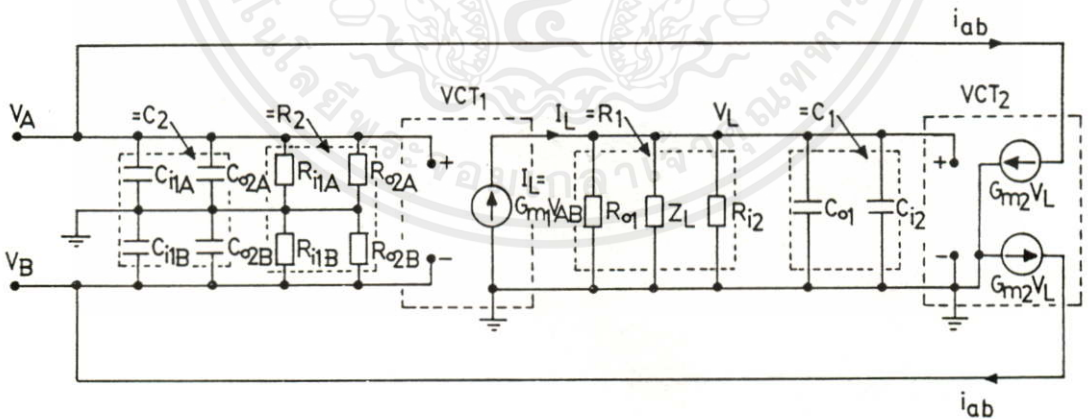 i_ab
V_A
=C_2
=R_2
VCT_1
I_L
=R_1
V_L
=C_1
VCT_2
C_i1A
C_o2A
R_i1A
R_o2A
+
I_L=
G_m1V_AB
R_o1
Z_L
R_i2
C_o1
C_i2
+
G_m2V_L
V_B
C_i1B
C_o2B
R_i1B
R_o2B
-
-
G_m2V_L
i_ab